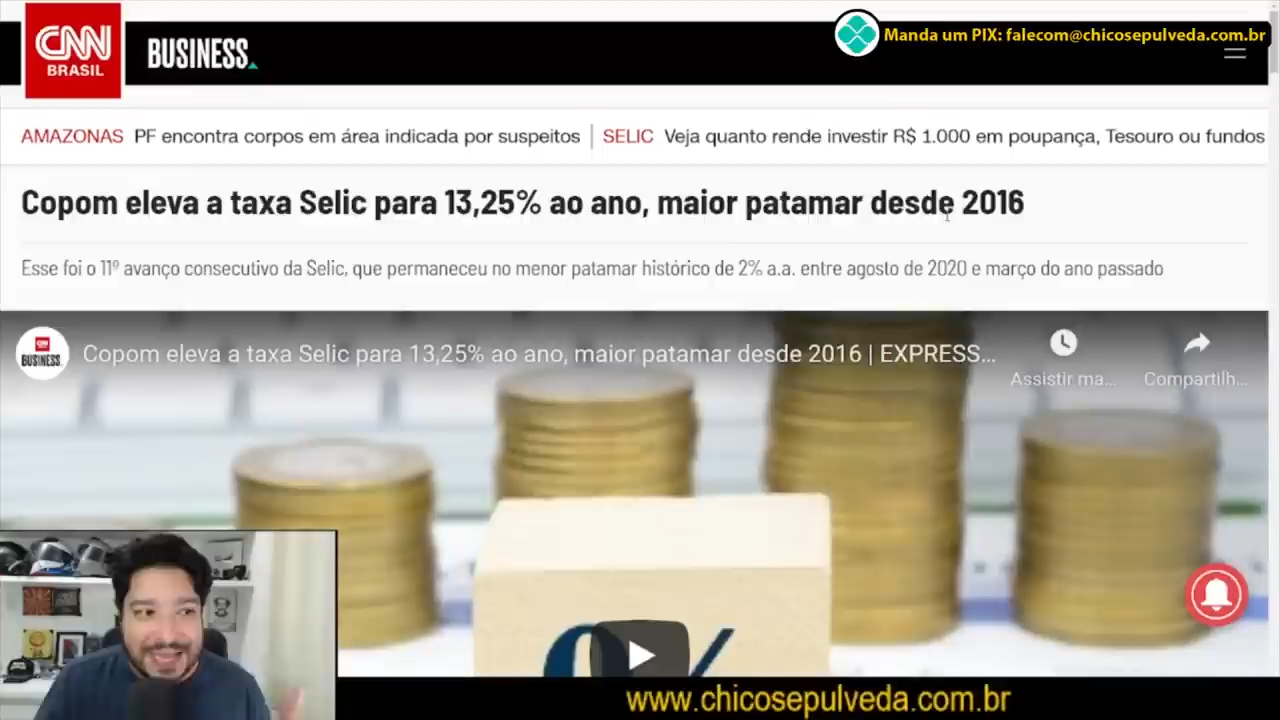 CNN
BRASIL
BUSINESS
Manda um PIX: falecom@chicosepulveda.com.br
AMAZONAS PF encontra corpos em área indicada por suspeitos | SELIC Veja quanto rende investir R$ 1.000 em poupança, Tesouro ou fundos
Copom eleva a taxa Selic para 13,25% ao ano, maior patamar desde 2016
Esse foi o 11º avanço consecutivo da Selic, que permaneceu no menor patamar histórico de 2% a.a. entre agosto de 2020 e março do ano passado
CNN
BUSINESS
Copom eleva a taxa Selic para 13,25% ao ano, maior patamar desde 2016 | EXPRESS...
Assistir ma...
Compartilh...
%
www.chicosepulveda.com.br